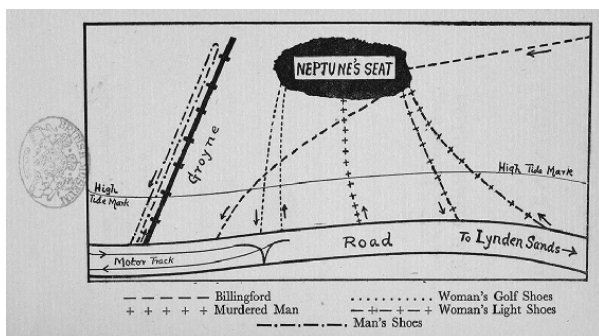 NEPTUNE'S SEAT
Groyne
High
Tide Mark
High Tide Mark
Road
To Lynden Sands
Motor Track
Billingford
Murdered Man
Woman's Golf Shoes
Woman's Light Shoes
Man's Shoes